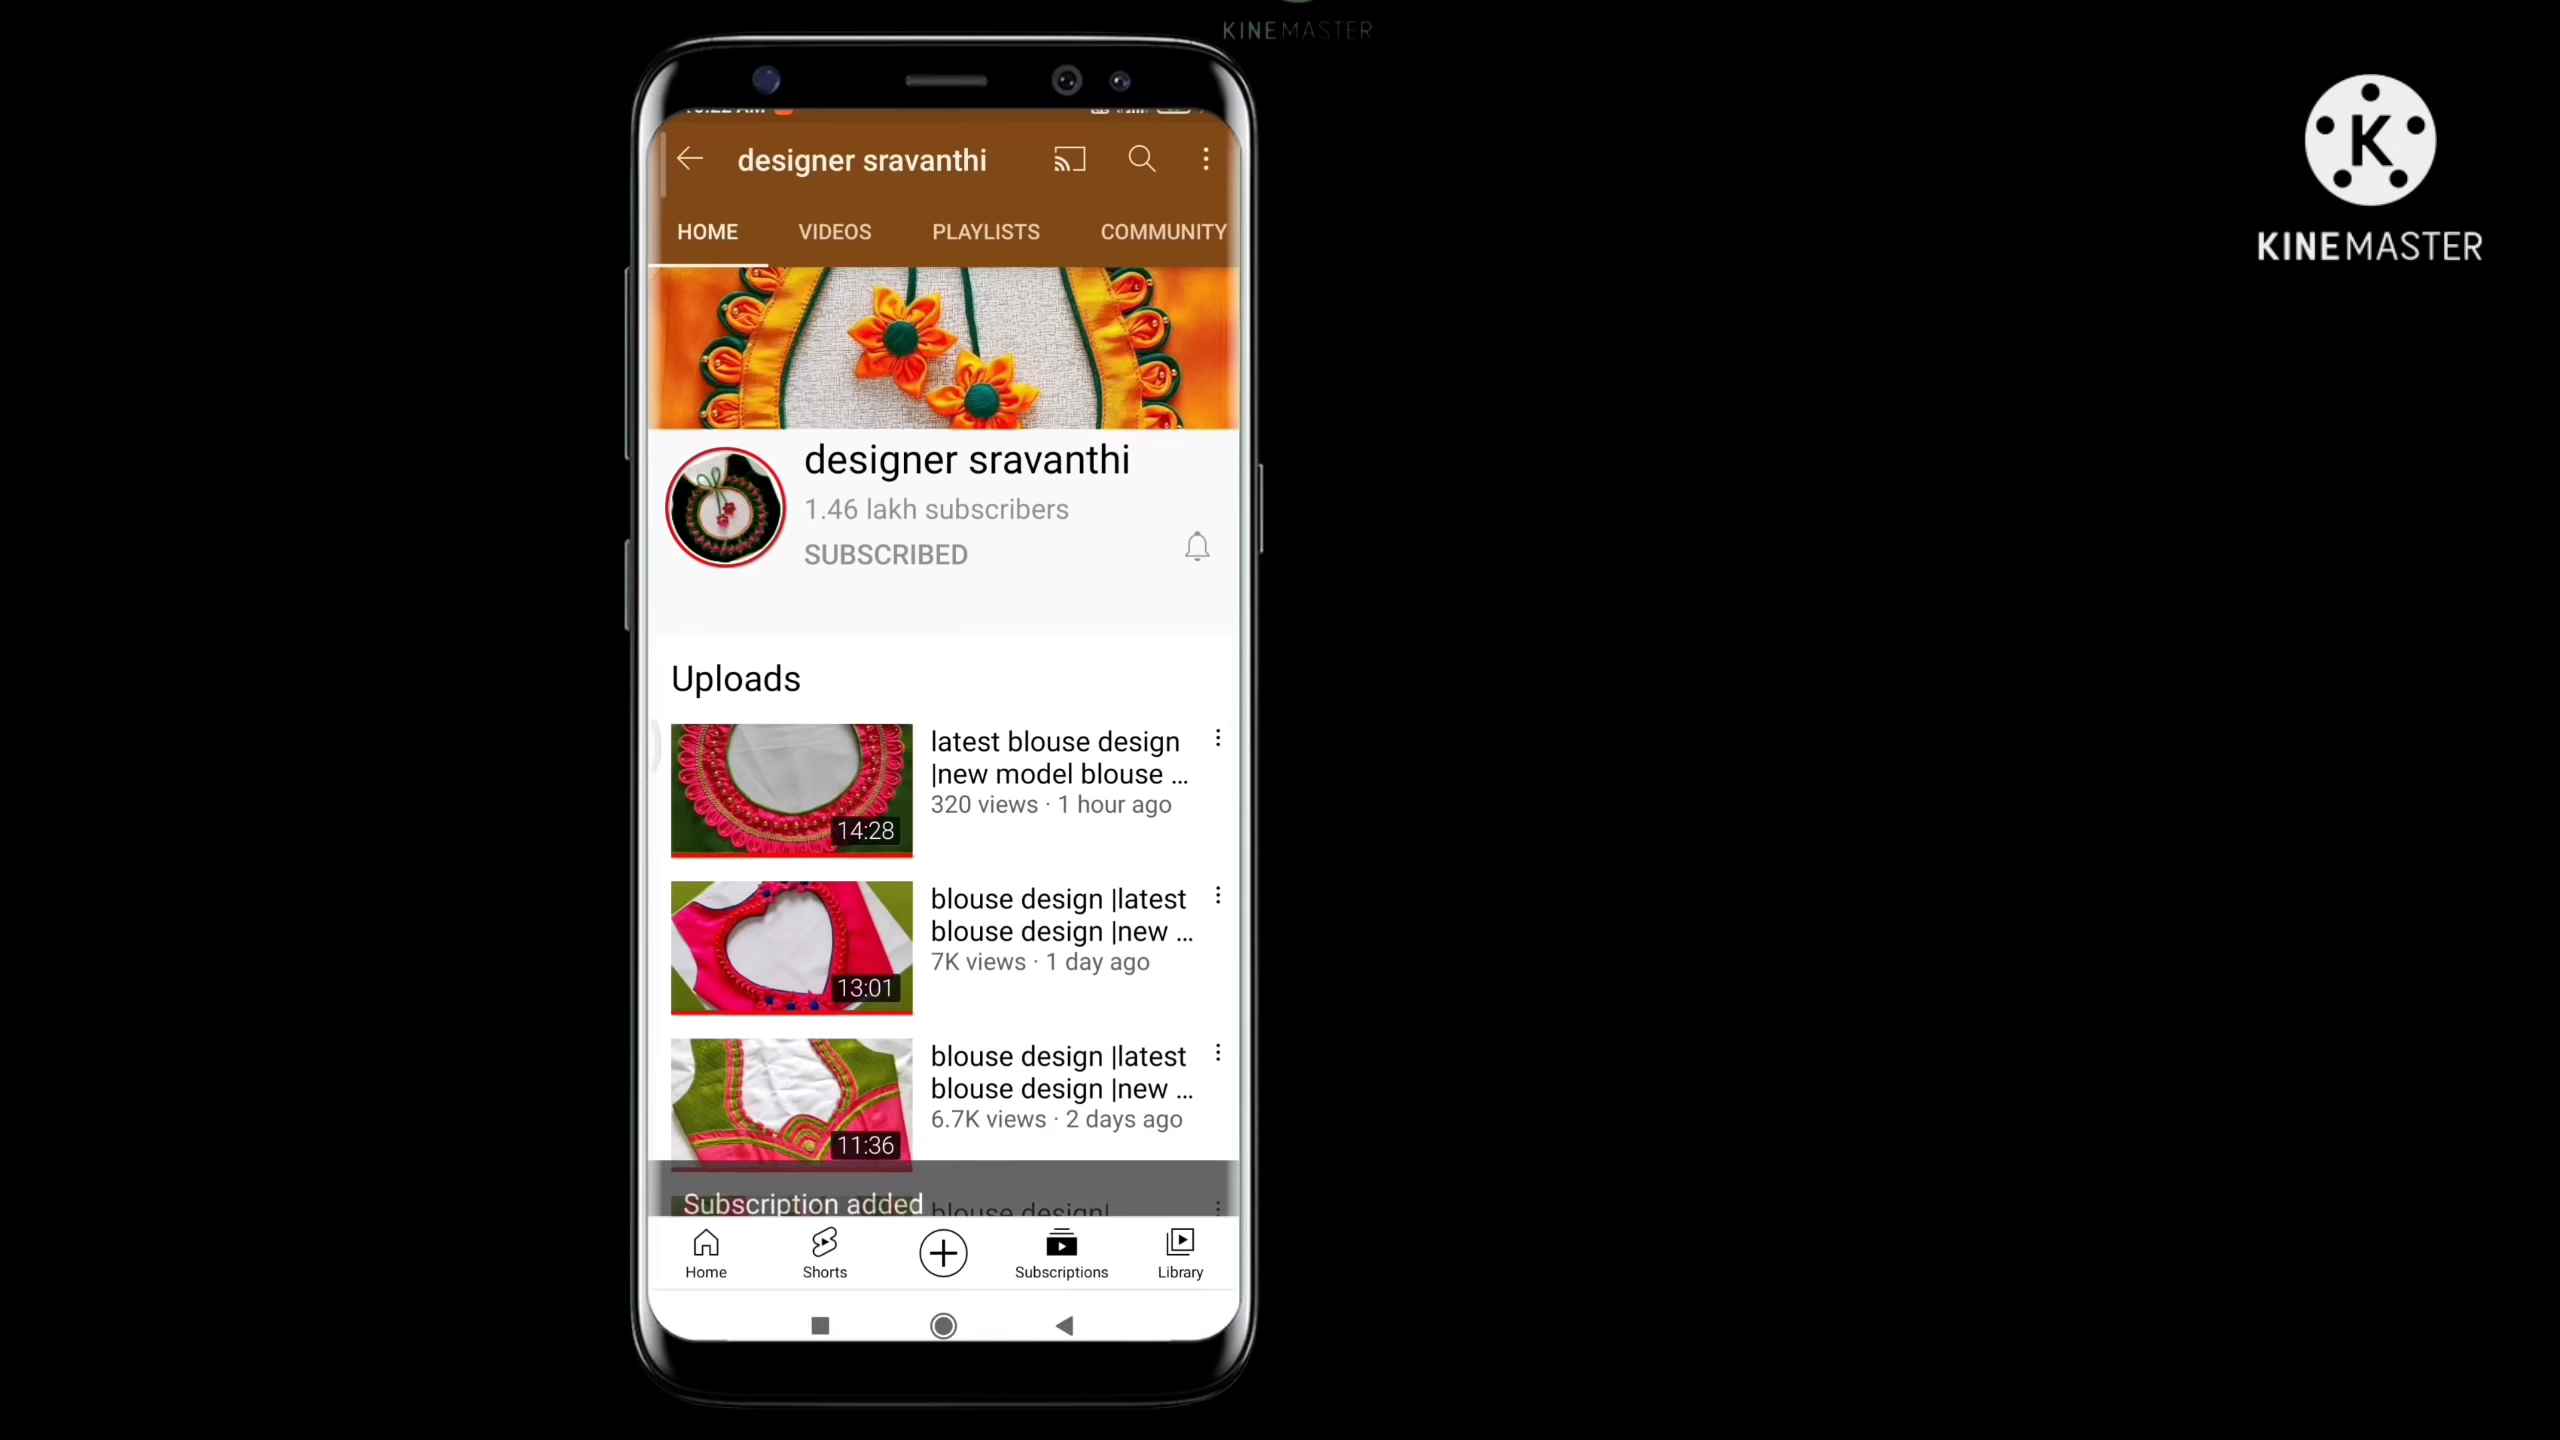 KINEMASTER
KINEMASTER
designer sravanthi
HOME VIDEOS PLAYLISTS COMMUNITY
designer sravanthi
1.46 lakh subscribers
SUBSCRIBED
Uploads
latest blouse design
|new model blouse ...
320 views · 1 hour ago
14:28
blouse design |latest
blouse design |new ...
7K views · 1 day ago
13:01
blouse design |latest
blouse design |new ...
6.7K views · 2 days ago
11:36
Subscription added
blouse design|
Home Shorts Subscriptions Library